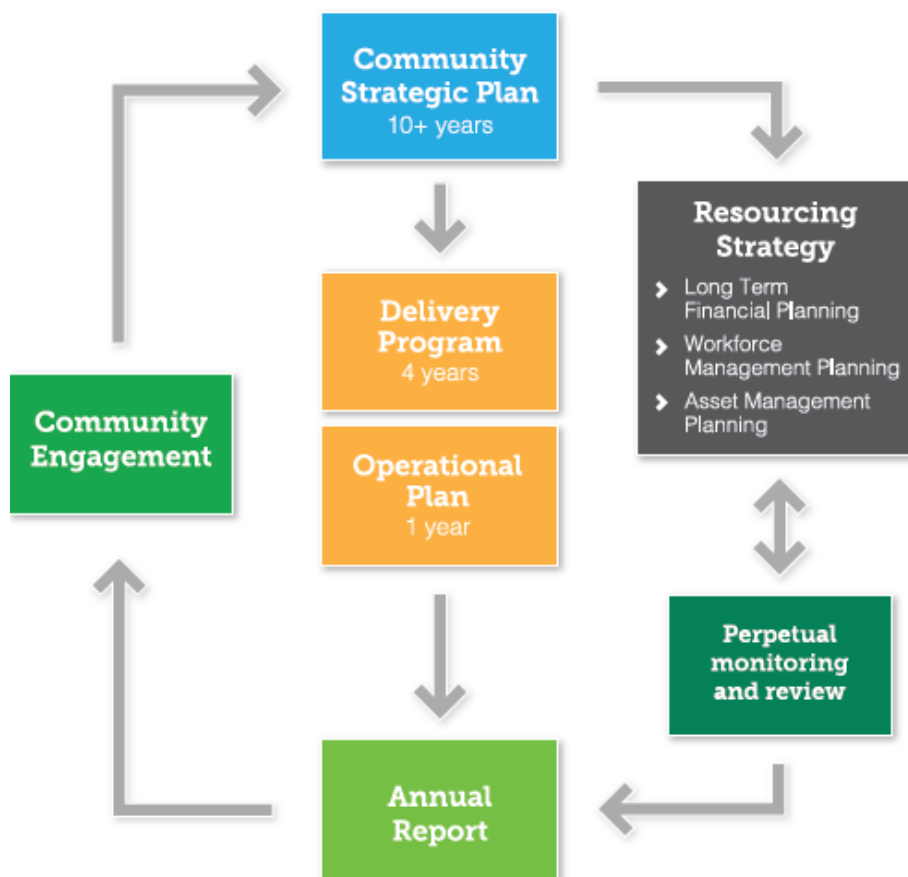 Community
Strategic Plan
10+ years
Resourcing
Strategy
Long Term
Financial Planning
Workforce
Management Planning
Asset Management
Planning
Delivery
Program
4 years
Community
Engagement
Operational
Plan
1 year
Perpetual
monitoring
and review
Annual
Report